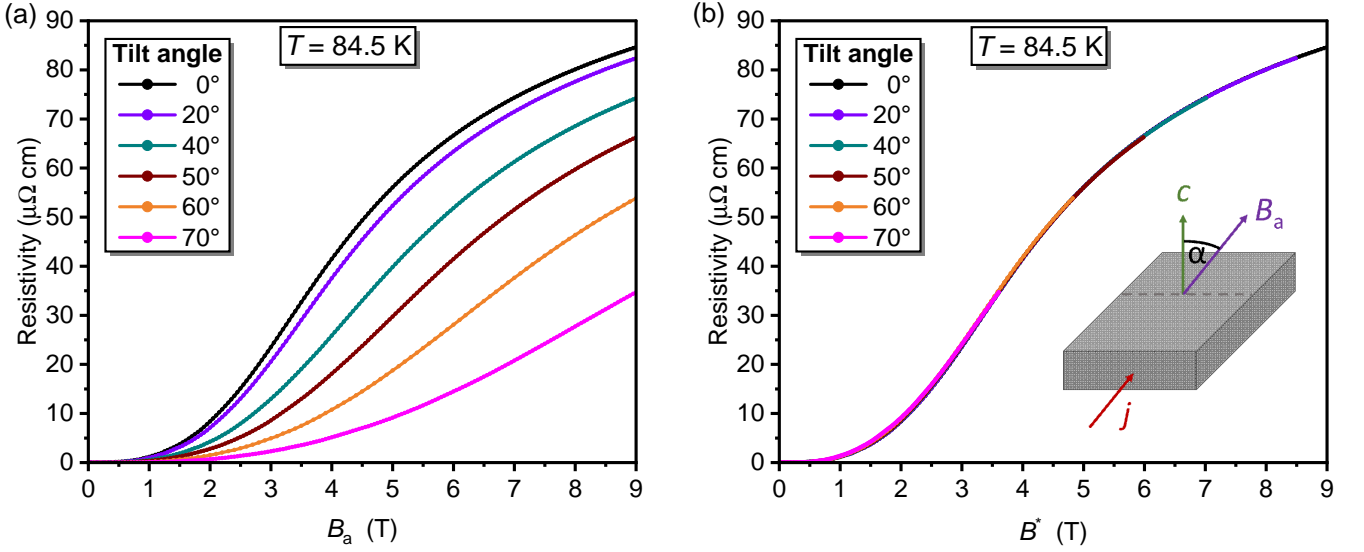 (a)
T = 84.5 K
Tilt angle
0°
20°
40°
50°
60°
70°
Resistivity (μΩ cm)
90
80
70
60
50
40
30
20
10
0
0 1 2 3 4 5 6 7 8 9
Bₐ (T)
(b)
T = 84.5 K
Tilt angle
0°
20°
40°
50°
60°
70°
Resistivity (μΩ cm)
90
80
70
60
50
40
30
20
10
0
c
Bₐ
α
j
0 1 2 3 4 5 6 7 8 9
B* (T)